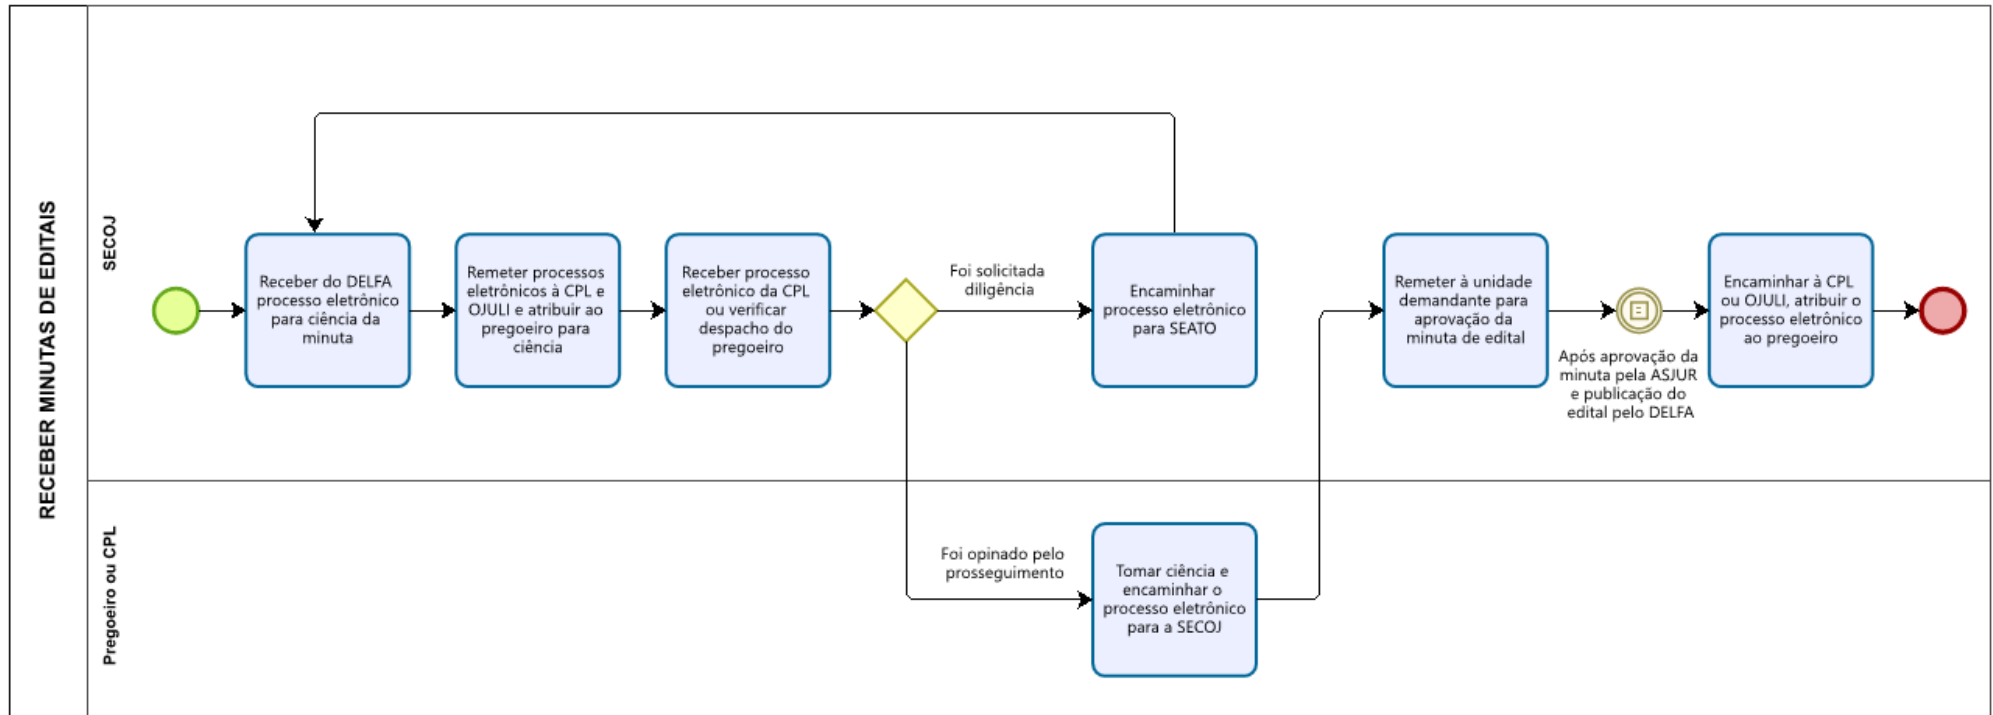 RECEBER MINUTAS DE EDITAIS
SECOJ
Receber do DELFA
processo eletrônico
para ciência da
minuta
Remeter processos
eletrônicos à CPL e
OJULI e atribuir ao
pregoeiro para
ciência
Receber processo
eletrônico da CPL
ou verificar
despacho do
pregoeiro
Foi solicitada
diligência
Encaminhar
processo eletrônico
para SEATO
Remeter à unidade
demandante para
aprovação da
minuta de edital
Após aprovação da
minuta pela ASJUR
e publicação do
edital pelo DELFA
Encaminhar à CPL
ou OJULI, atribuir o
processo eletrônico
ao pregoeiro
Pregoeiro ou CPL
Foi opinado pelo
prosseguimento
Tomar ciência e
encaminhar o
processo eletrônico
para a SECOJ